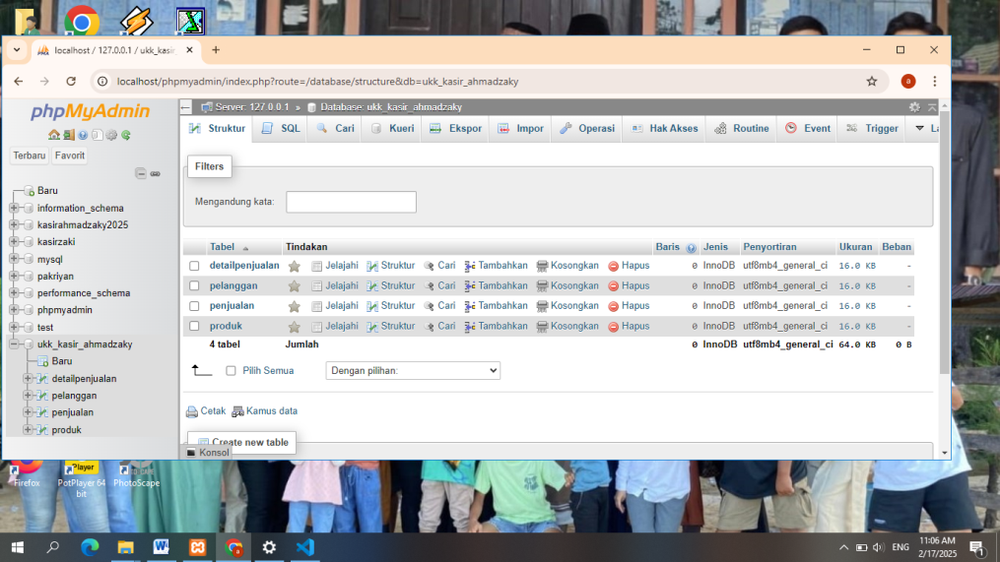 localhost / 127.0.0.1 / ukk_kasir
localhost/phpmyadmin/index.php?route=/database/structure&db=ukk_kasir_ahmadzaky
a
phpMyAdmin
Terbaru Favorit
Baru
information_schema
kasirahmadzaky2025
kasirzaki
mysql
pakriyan
performance_schema
phpmyadmin
test
ukk_kasir_ahmadzaky
Baru
detailpenjualan
pelanggan
penjualan
produk
Server: 127.0.0.1 » Database: ukk_kasir_ahmadzaky
Struktur SQL Cari Kueri Ekspor Impor Operasi Hak Akses Routine Event Trigger La
Filters
Mengandung kata:
Tabel Tindakan Baris Jenis Penyortiran Ukuran Beban
detailpenjualan Jelajahi Struktur Cari Tambahkan Kosongkan Hapus 0 InnoDB utf8mb4_general_ci 16.0 KB -
pelanggan Jelajahi Struktur Cari Tambahkan Kosongkan Hapus 0 InnoDB utf8mb4_general_ci 16.0 KB -
penjualan Jelajahi Struktur Cari Tambahkan Kosongkan Hapus 0 InnoDB utf8mb4_general_ci 16.0 KB -
produk Jelajahi Struktur Cari Tambahkan Kosongkan Hapus 0 InnoDB utf8mb4_general_ci 16.0 KB -
4 tabel Jumlah 0 InnoDB utf8mb4_general_ci 64.0 KB 0 B
Pilih Semua Dengan pilihan:
Cetak Kamus data
Create new table
Konsol
Player
Firefox PotPlayer 64 bit PhotoScape
ENG
11:06 AM
2/17/2025
1